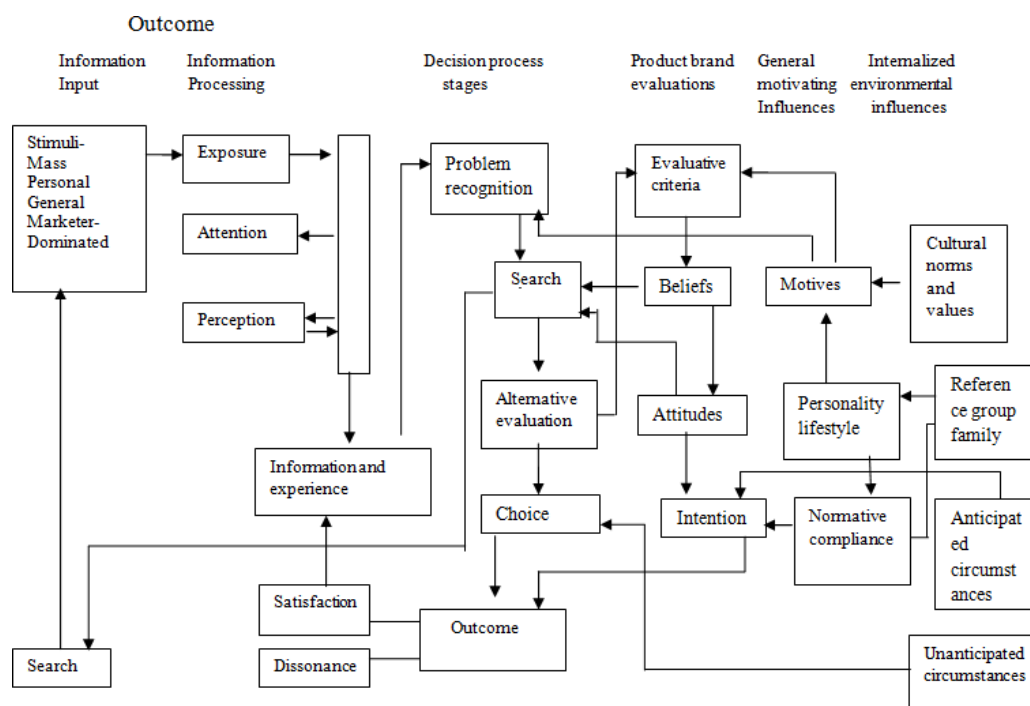 Outcome
Information
Input
Information
Processing
Decision process
stages
Product brand
evaluations
General
motivating
Influences
Internalized
environmental
influences
Stimuli-
Mass
Personal
General
Marketer-
Dominated
Exposure
Attention
Perception
Information and
experience
Problem
recognition
Search
Alternative
evaluation
Choice
Outcome
Satisfaction
Dissonance
Search
Evaluative
criteria
Beliefs
Attitudes
Intention
Motives
Personality
lifestyle
Normative
compliance
Cultural
norms
and
values
Referen
ce group
family
Anticipat
ed
circumst
ances
Unanticipated
circumstances